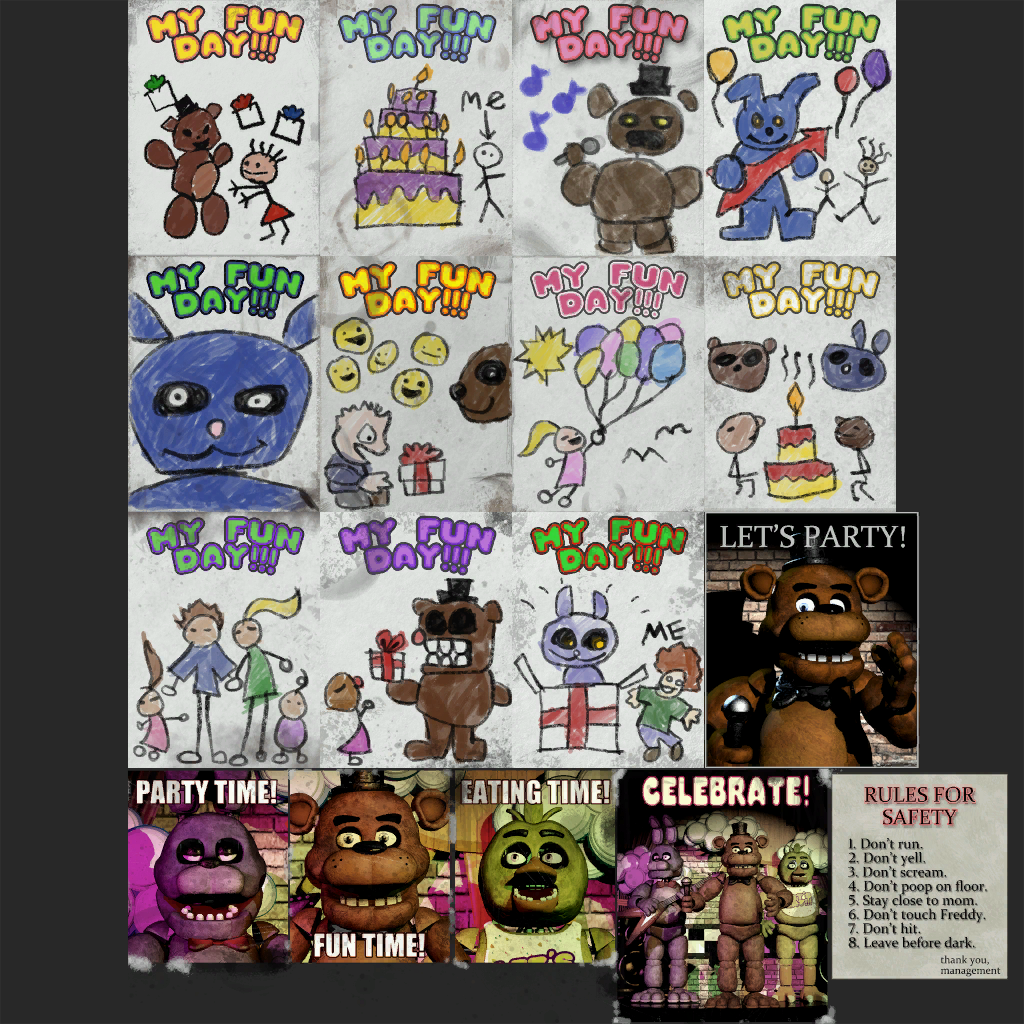 MY FUN
DAY!!!
MY FUN
DAY!!!
me
MY FUN
DAY!!!
MY FUN
DAY!!!
MY FUN
DAY!!!
MY FUN
DAY!!!
MY FUN
DAY!!!
MY FUN
DAY!!!
MY FUN
DAY!!!
MY FUN
DAY!!!
MY FUN
DAY!!!
ME
LET'S PARTY!
PARTY TIME!
FUN TIME!
EATING TIME!
CELEBRATE!
RULES FOR
SAFETY
1. Don't run.
2. Don't yell.
3. Don't scream.
4. Don't poop on floor.
5. Stay close to mom.
6. Don't touch Freddy.
7. Don't hit.
8. Leave before dark.
thank you,
management